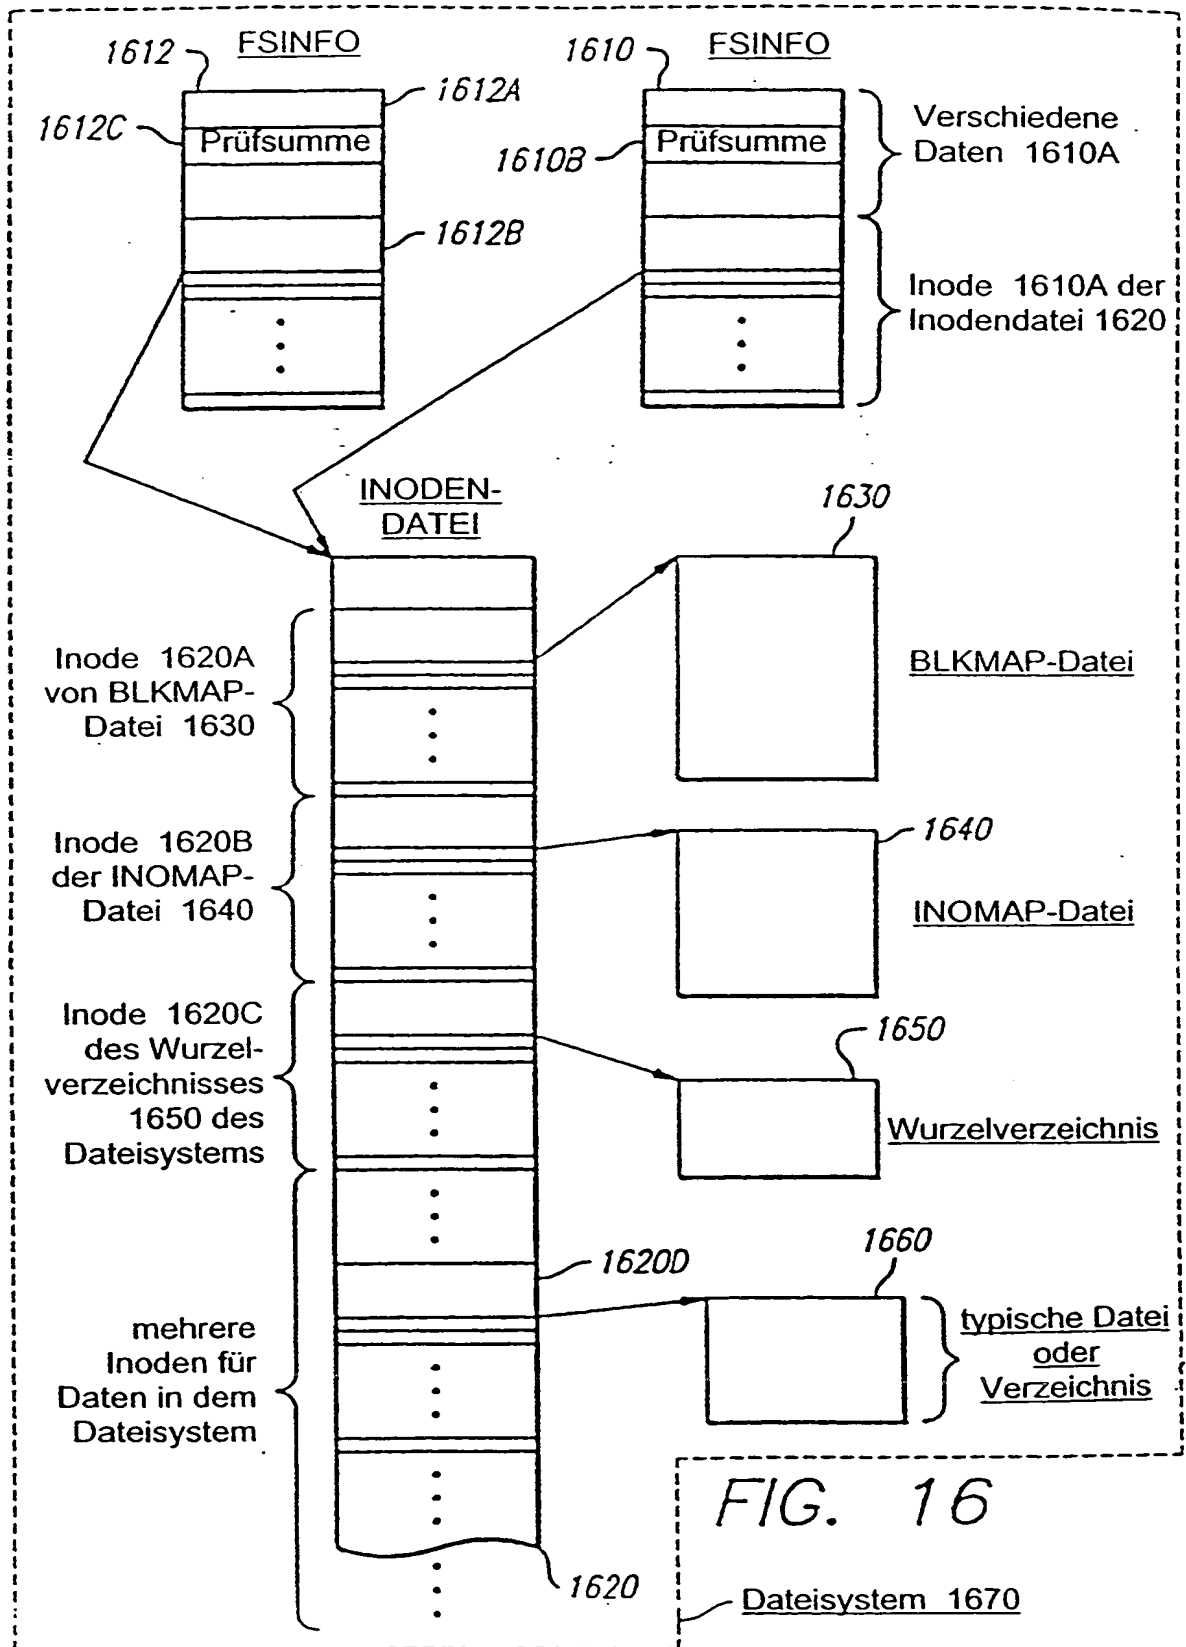 FSINFO
1612
1612A
1612C
Prüfsumme
1612B
FSINFO
1610
1610B
Prüfsumme
Verschiedene
Daten 1610A
Inode 1610A der
Inodendatei 1620
INODEN-
DATEI
1630
BLKMAP-Datei
Inode 1620A
von BLKMAP-
Datei 1630
1640
INOMAP-Datei
Inode 1620B
der INOMAP-
Datei 1640
1650
Wurzelverzeichnis
Inode 1620C
des Wurzel-
verzeichnisses
1650 des
Dateisystems
1620D
1660
typische Datei
oder
Verzeichnis
mehrere
Inoden für
Daten in dem
Dateisystem
1620
FIG. 16
Dateisystem 1670